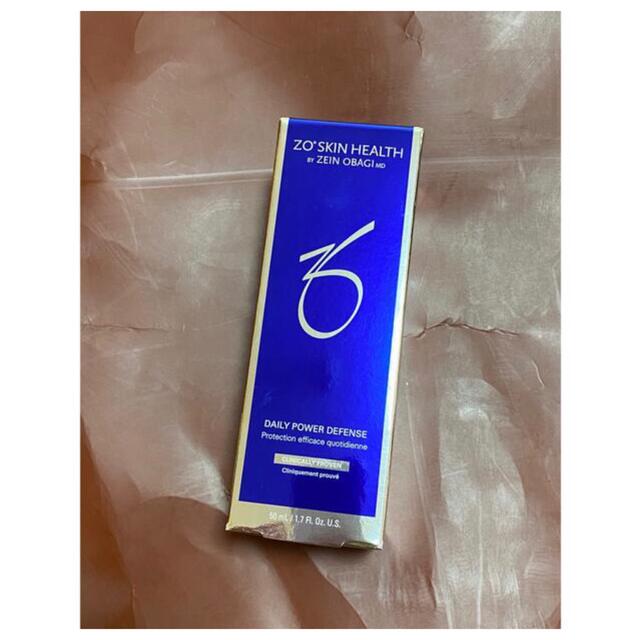 ZO® SKIN HEALTH
BY ZEIN OBAGI MD
ZO
DAILY POWER DEFENSE
Protection efficace quotidienne
CLINICALLY PROVEN
Cliniquement prouvé
50 mL / 1.7 Fl. Oz. U.S.